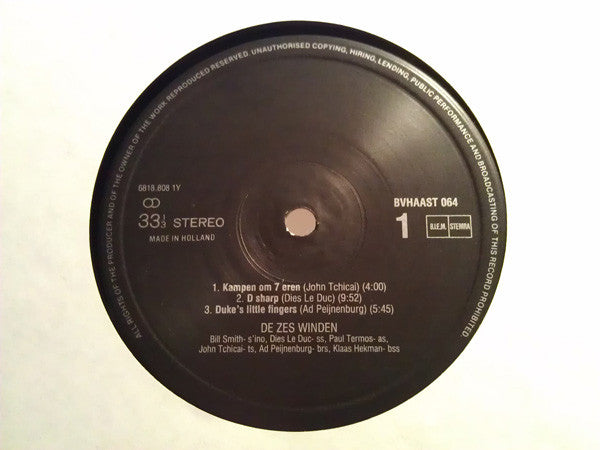 ALL RIGHTS OF THE PRODUCER AND OF THE OWNER OF THE WORK REPRODUCED RESERVED. UNAUTHORISED COPYING, HIRING, LENDING, PUBLIC PERFORMANCE AND BROADCASTING OF THIS RECORD PROHIBITED.
6818.808 1Y
33 1/3 STEREO
MADE IN HOLLAND
BVHAAST 064
1 B.I.E.M. STEMRA
1. Kampen om 7 eren (John Tchicai) (4:00)
2. D sharp (Dies Le Duc) (9:52)
3. Duke's little fingers (Ad Peijnenburg) (5:45)
DE ZES WINDEN
Bill Smith- s'ino, Dies Le Duc- ss, Paul Termos- as,
John Tchicai- ts, Ad Peijnenburg- brs, Klaas Hekman- bss